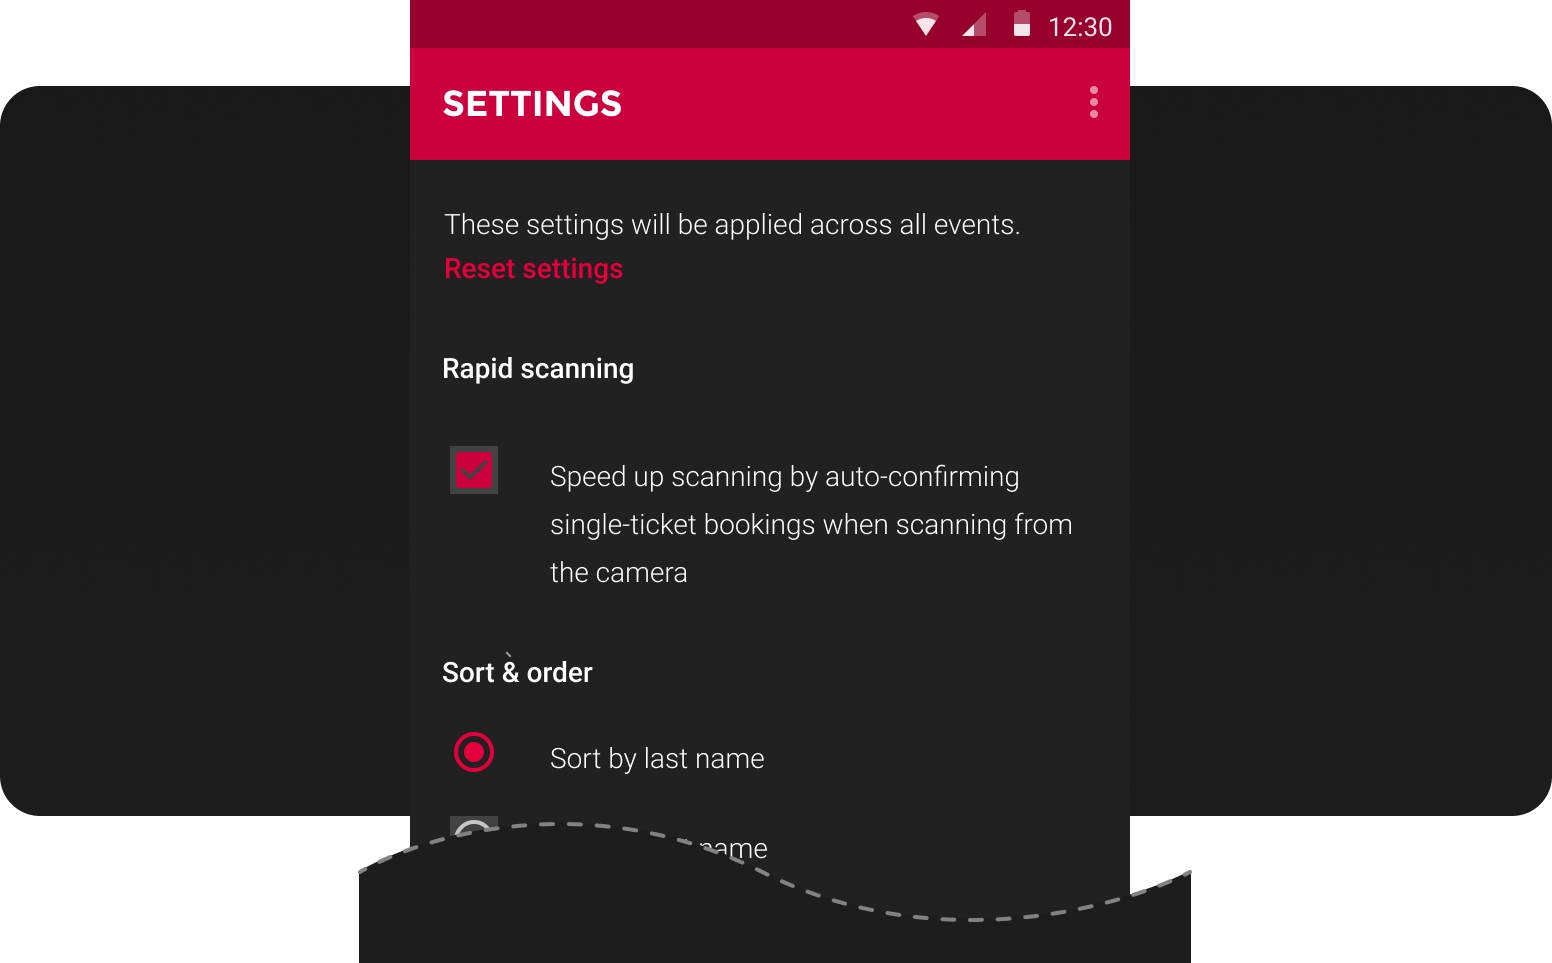 12:30
SETTINGS
These settings will be applied across all events.
Reset settings
Rapid scanning
Speed up scanning by auto-confirming
single-ticket bookings when scanning from
the camera
Sort & order
Sort by last name
name